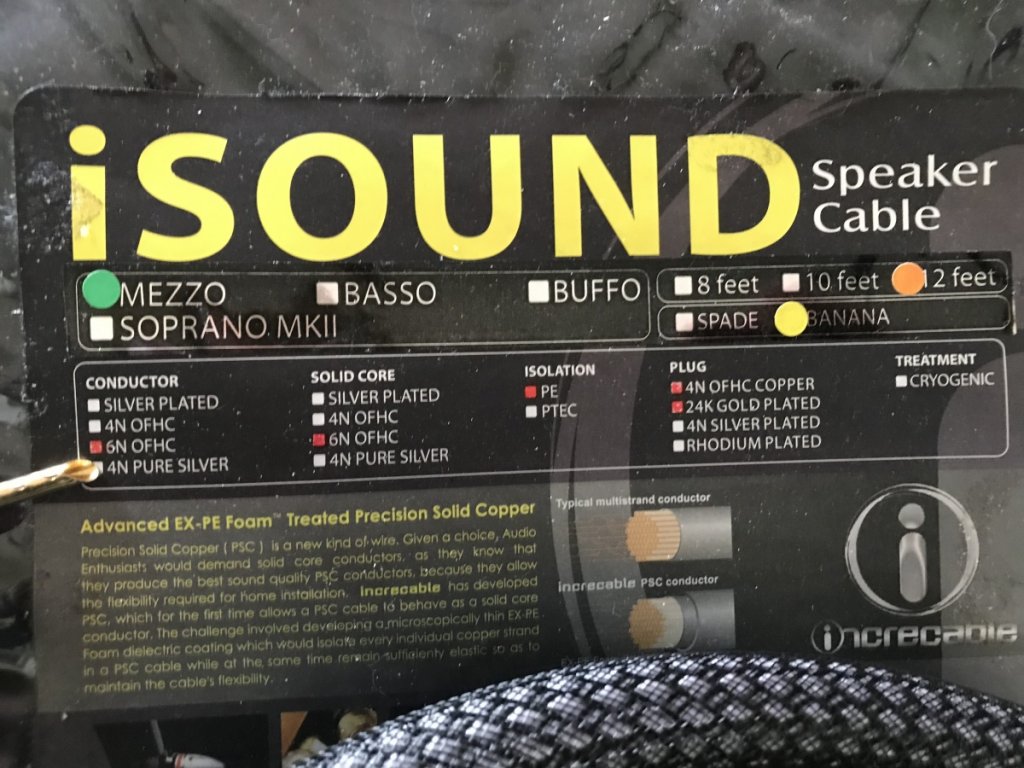 iSOUND
Speaker
Cable
MEZZO BASSO BUFFO
SOPRANO MKII
8 feet 10 feet 12 feet
SPADE BANANA
CONDUCTOR
SILVER PLATED
4N OFHC
6N OFHC
4N PURE SILVER
SOLID CORE
SILVER PLATED
4N OFHC
6N OFHC
4N PURE SILVER
ISOLATION
PE
PTEC
PLUG
4N OFHC COPPER
24K GOLD PLATED
4N SILVER PLATED
RHODIUM PLATED
TREATMENT
CRYOGENIC
Advanced EX-PE Foam™ Treated Precision Solid Copper
Precision Solid Copper ( PSC ) is a new kind of wire. Given a choice, Audio
Enthusiasts would demand solid core conductors, as they know that
they produce the best sound quality PSC conductors, because they allow
the flexibility required for home installation. increcable has developed
PSC, which for the first time allows a PSC cable to behave as a solid core
conductor. The challenge involved developing a microscopically thin EX-PE
Foam dielectric coating which would isolate every individual copper strand
in a PSC cable while at the same time remain sufficienty elastic so as to
maintain the cable's flexibility.
Typical multistrand conductor
increcable PSC conductor
increcable